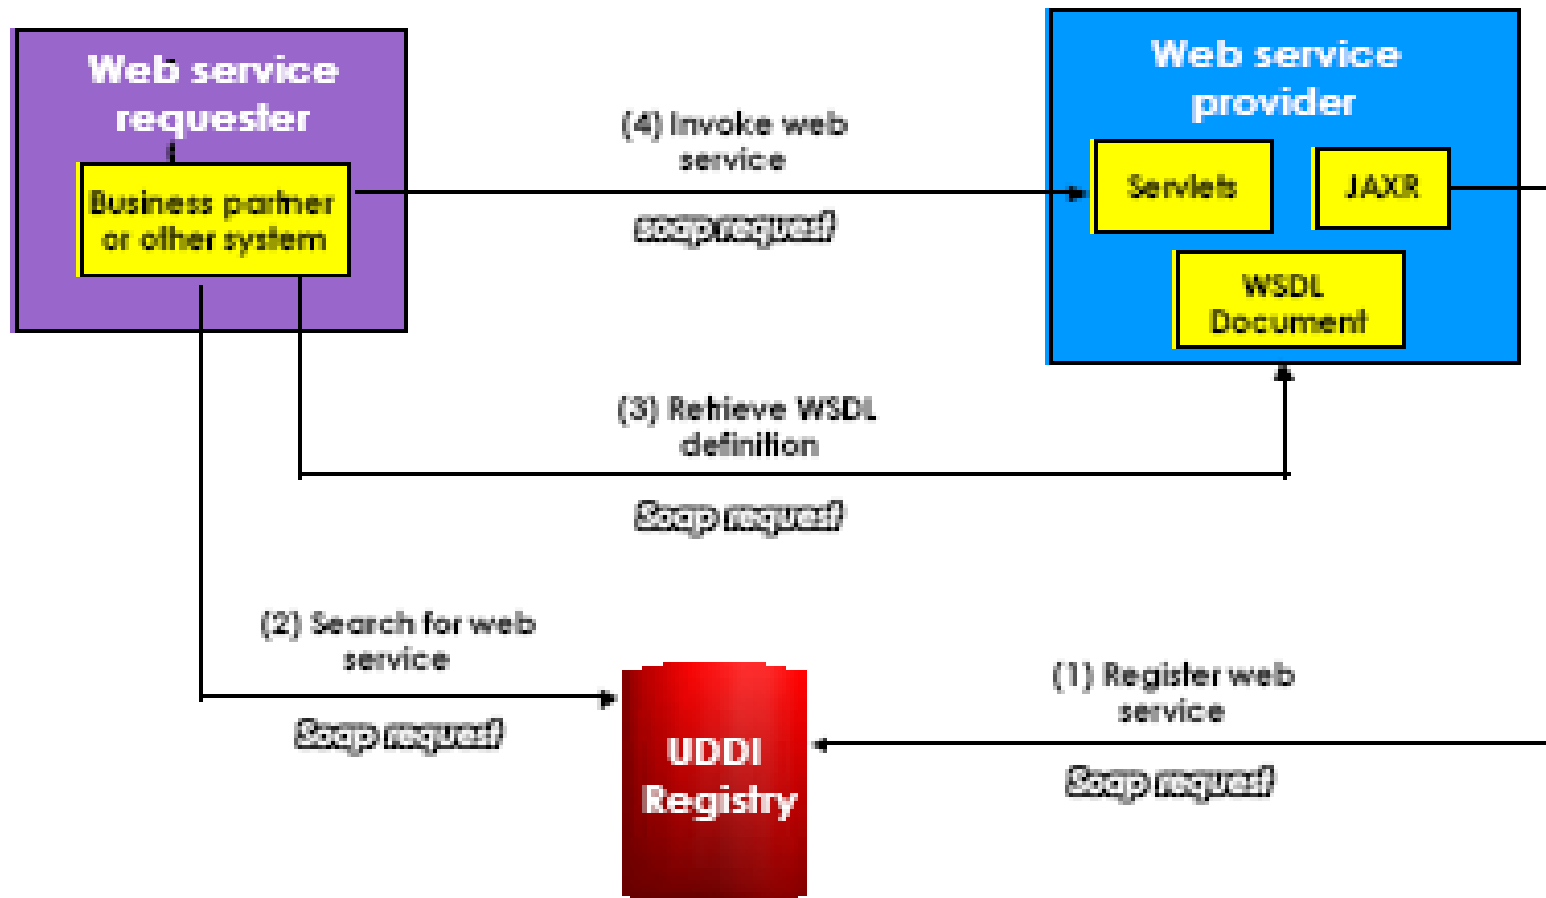 Web service
requester
Business partner
or other system
(4) Invoke web
service
soap request
Web service
provider
Servlets
JAXR
WSDL
Document
(3) Retrieve WSDL
definition
Soap request
(2) Search for web
service
Soap request
UDDI
Registry
(1) Register web
service
Soap request